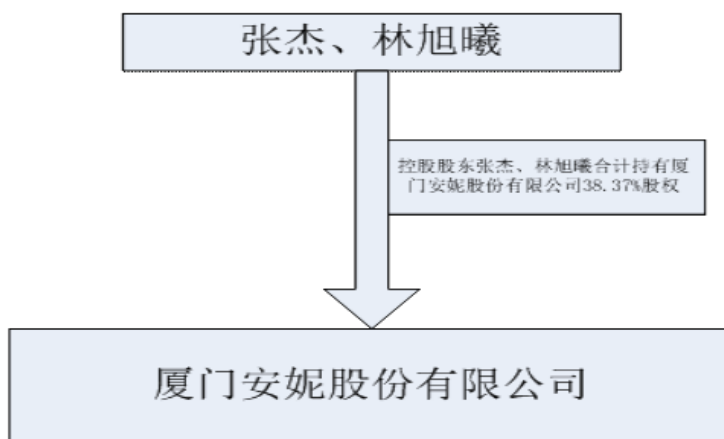 张杰、林旭曦
控股股东张杰、林旭曦合计持有厦
门安妮股份有限公司38.37%股权
厦门安妮股份有限公司